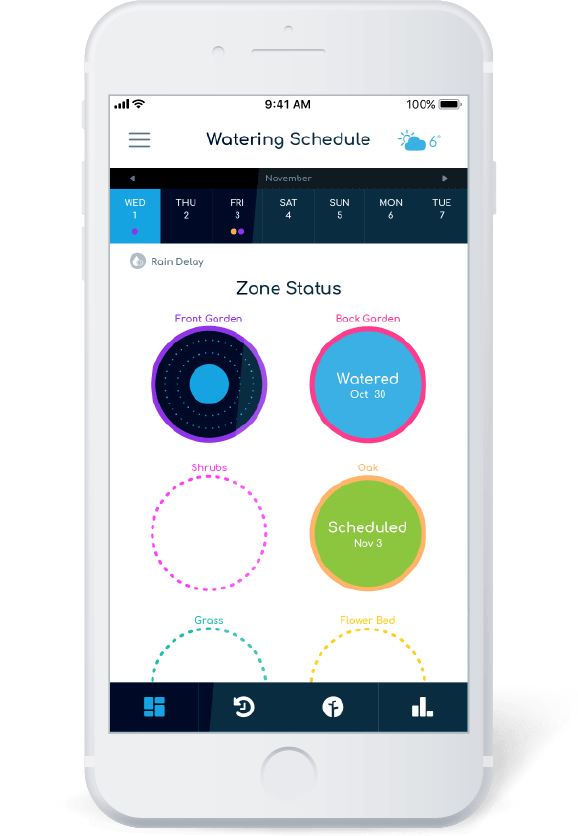 9:41 AM 100%
Watering Schedule 6°
November
WED THU FRI SAT SUN MON TUE
1 2 3 4 5 6 7
Rain Delay
Zone Status
Front Garden Back Garden
Watered
Oct 30
Shrubs Oak
Scheduled
Nov 3
Grass Flower Bed